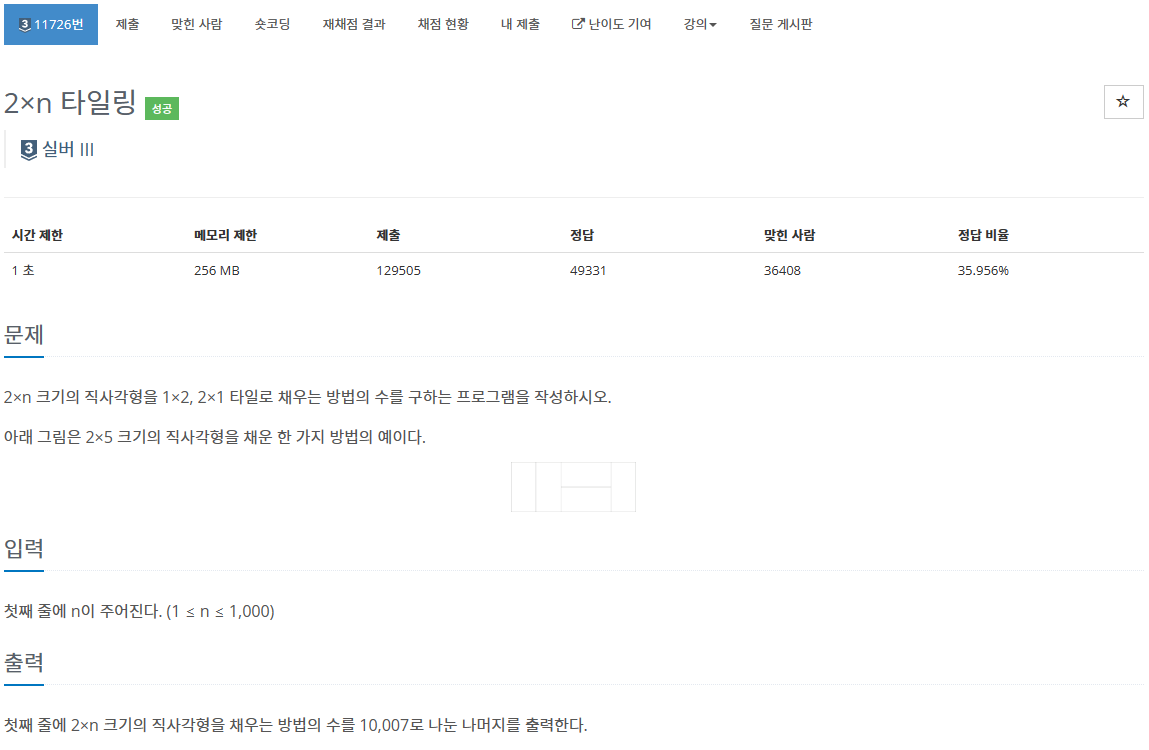 3 11726번 제출 맞힌 사람 숏코딩 재채점 결과 채점 현황 내 제출 난이도 기여 강의 질문 게시판
2×n 타일링 성공
3 실버 III
시간 제한 메모리 제한 제출 정답 맞힌 사람 정답 비율
1 초 256 MB 129505 49331 36408 35.956%
문제
2×n 크기의 직사각형을 1×2, 2×1 타일로 채우는 방법의 수를 구하는 프로그램을 작성하시오.
아래 그림은 2×5 크기의 직사각형을 채운 한 가지 방법의 예이다.
입력
첫째 줄에 n이 주어진다. (1 ≤ n ≤ 1,000)
출력
첫째 줄에 2×n 크기의 직사각형을 채우는 방법의 수를 10,007로 나눈 나머지를 출력한다.